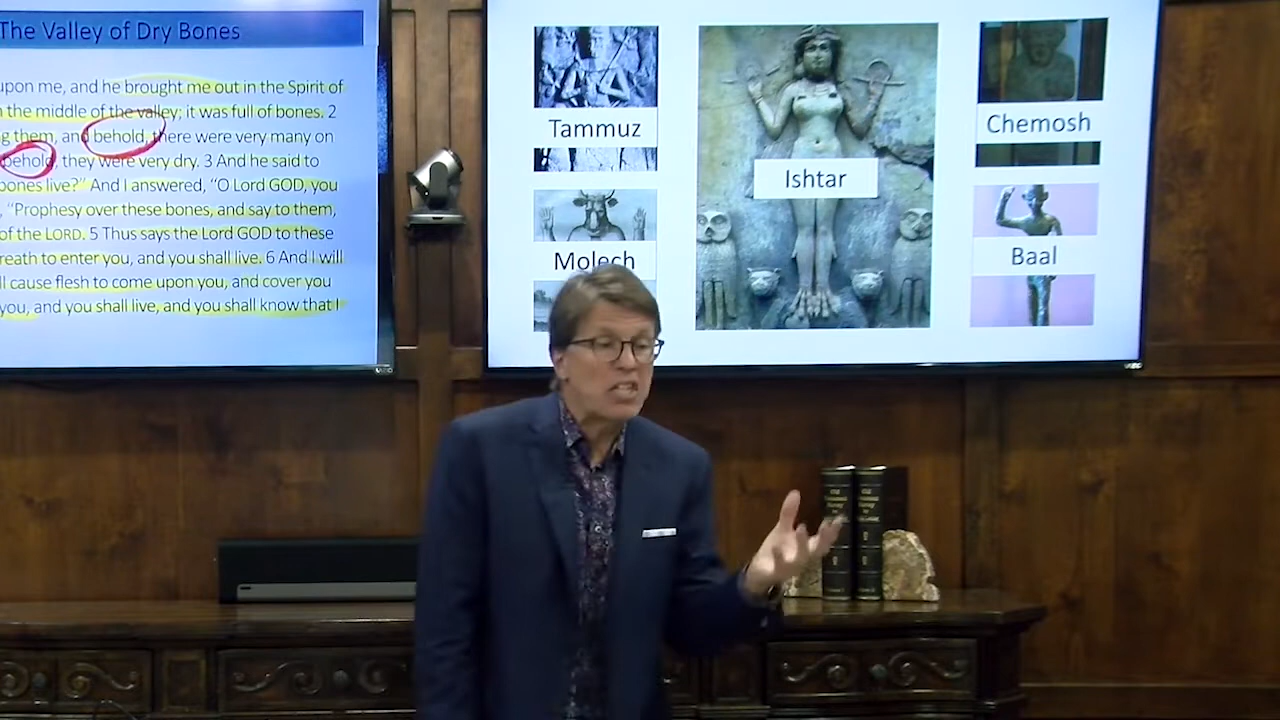 The Valley of Dry Bones
upon me, and he brought me out in the Spirit of
the middle of the valley; it was full of bones. 2
them, and behold, there were very many on
behold, they were very dry. 3 And he said to
bones live?” And I answered, “O Lord GOD, you
“Prophesy over these bones, and say to them,
of the LORD. 5 Thus says the Lord GOD to these
to enter you, and you shall live. 6 And I will
cause flesh to come upon you, and cover you
you, and you shall live, and you shall know that I
Tammuz
Molech
Ishtar
Chemosh
Baal